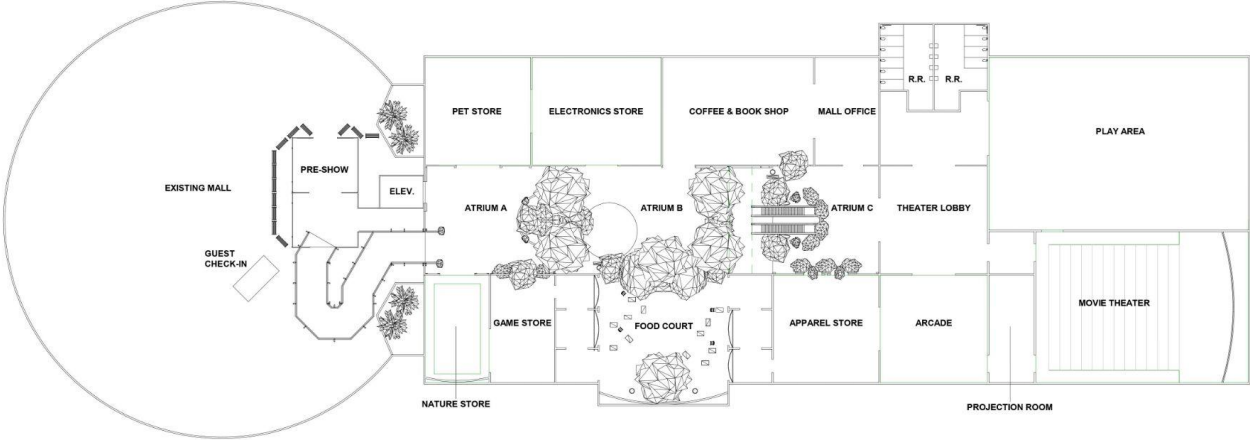 R.R.
R.R.
PET STORE
ELECTRONICS STORE
COFFEE & BOOK SHOP
MALL OFFICE
PLAY AREA
PRE-SHOW
EXISTING MALL
ELEV.
ATRIUM A
ATRIUM B
ATRIUM C
THEATER LOBBY
GUEST
CHECK-IN
GAME STORE
FOOD COURT
APPAREL STORE
ARCADE
MOVIE THEATER
NATURE STORE
PROJECTION ROOM